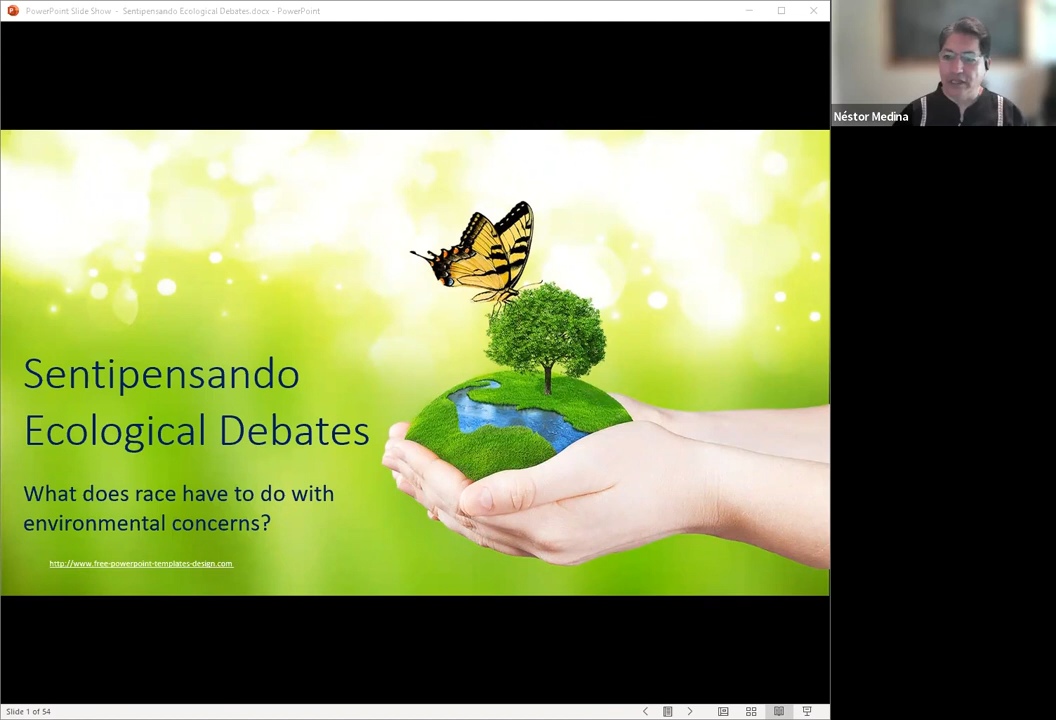 PowerPoint Slide Show - Sentipensando Ecological Debates.docx - PowerPoint
Néstor Medina
Sentipensando
Ecological Debates
What does race have to do with
environmental concerns?
http://www.free-powerpoint-templates-design.com
Slide 1 of 54